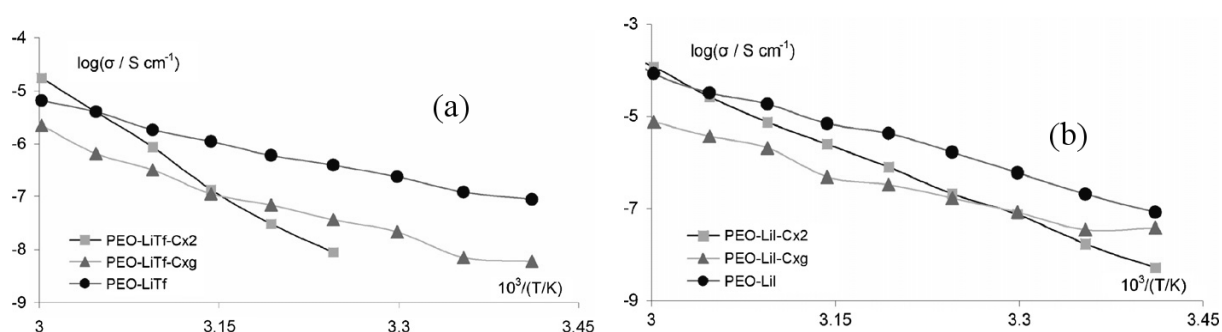 -4
log(σ / S cm⁻¹)
(a)
-5
-6
-7
-8
-9
PEO-LiTf-Cx2
PEO-LiTf-Cxg
PEO-LiTf
10³/(T/K)
3
3.15
3.3
3.45
-3
log(σ / S cm⁻¹)
(b)
-5
-7
-9
PEO-LiI-Cx2
PEO-LiI-Cxg
PEO-LiI
10³/(T/K)
3
3.15
3.3
3.45